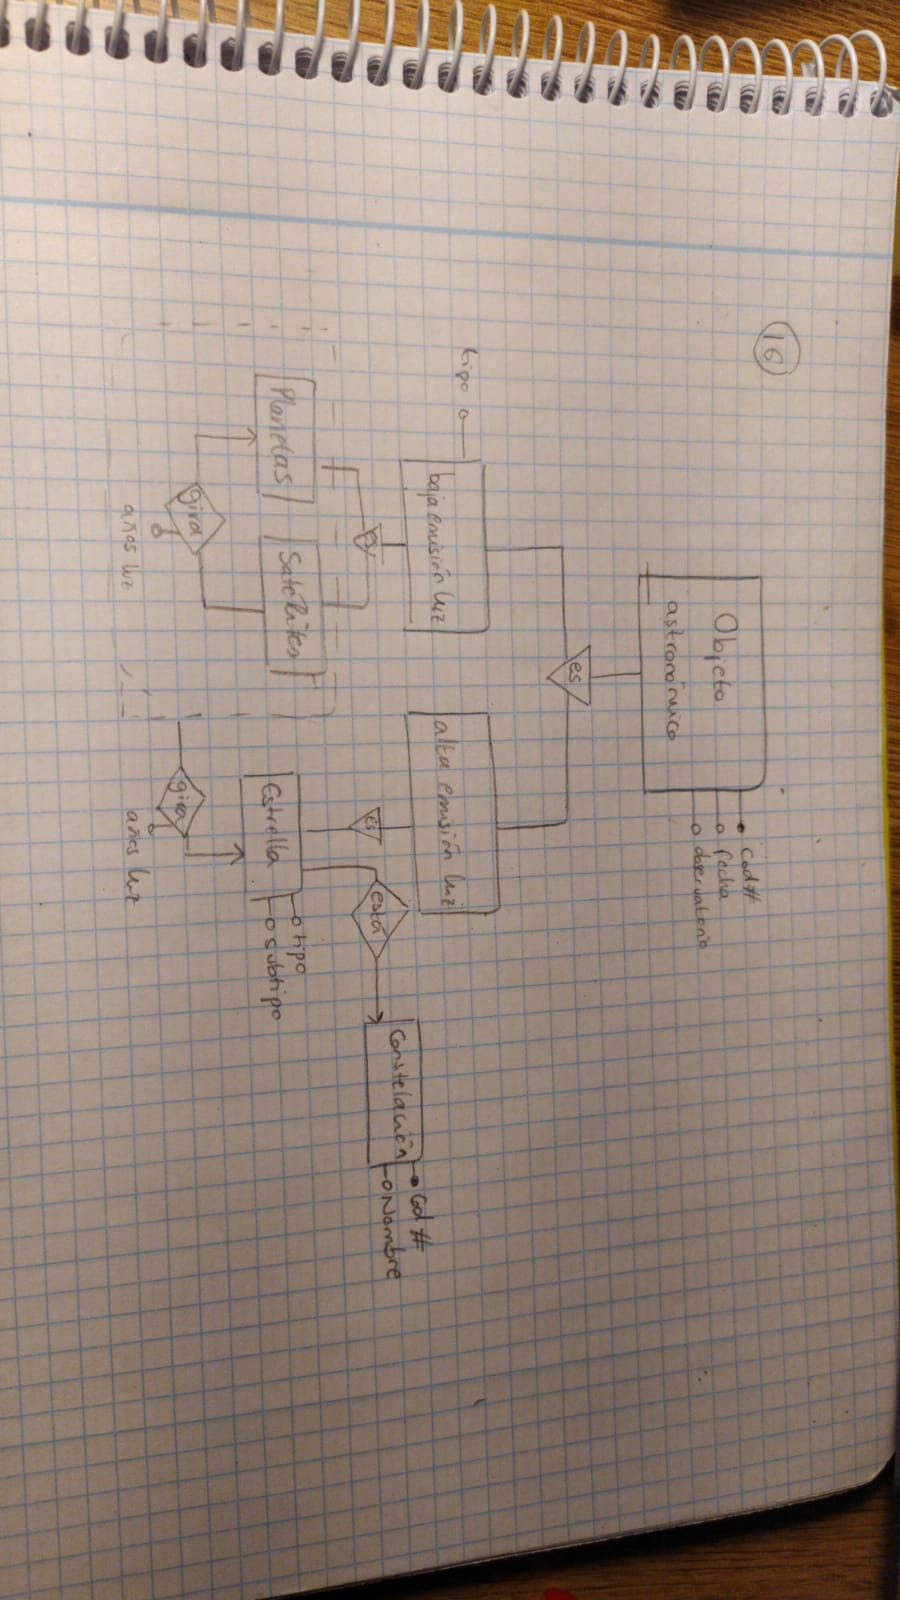 16
Objeto
astronómico
Cod#
fecha
observatorio
es
tipo
baja emisión luz
alta emisión luz
es
es
está
Constelación
Cod #
Nombre
Planetas
Satélites
Estrella
tipo
subtipo
gira
años luz
gira
años luz